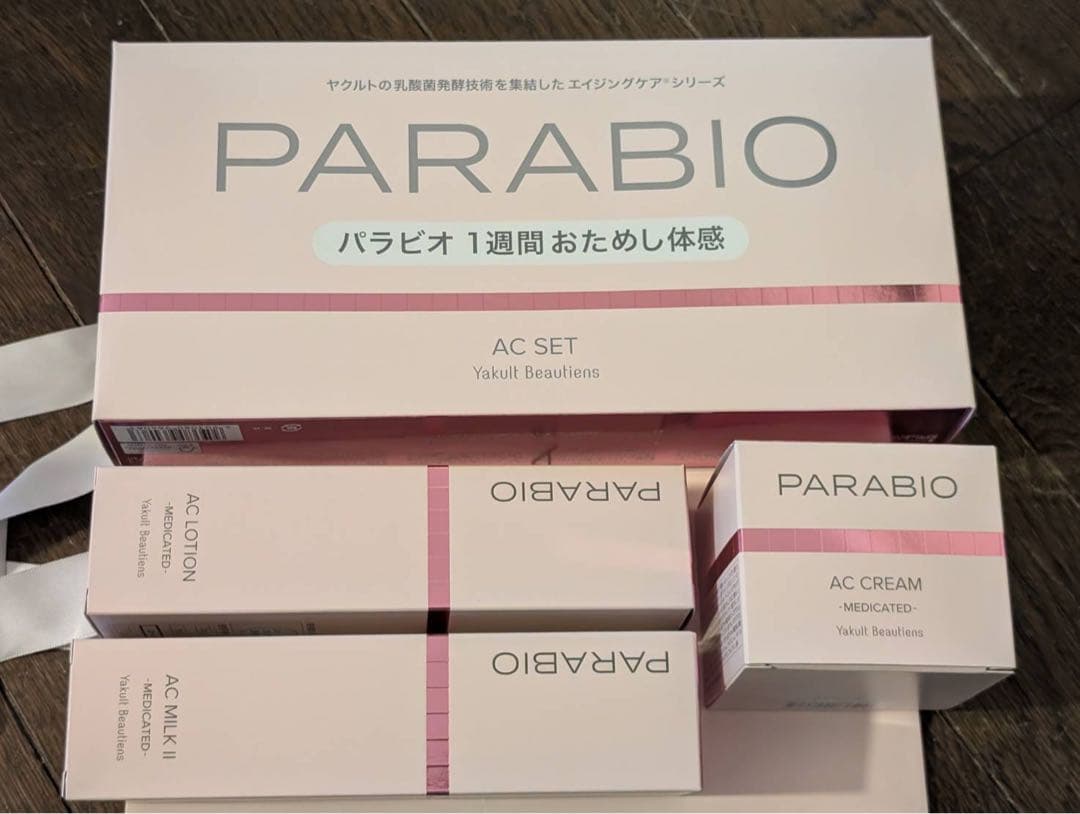 ヤクルトの乳酸菌発酵技術を集結した エイジングケア※シリーズ
PARABIO
パラビオ 1週間 おためし体感
AC SET
Yakult Beautiens
PARABIO
AC LOTION
-MEDICATED-
Yakult Beautiens
PARABIO
AC CREAM
-MEDICATED-
Yakult Beautiens
PARABIO
AC MILK II
-MEDICATED-
Yakult Beautiens